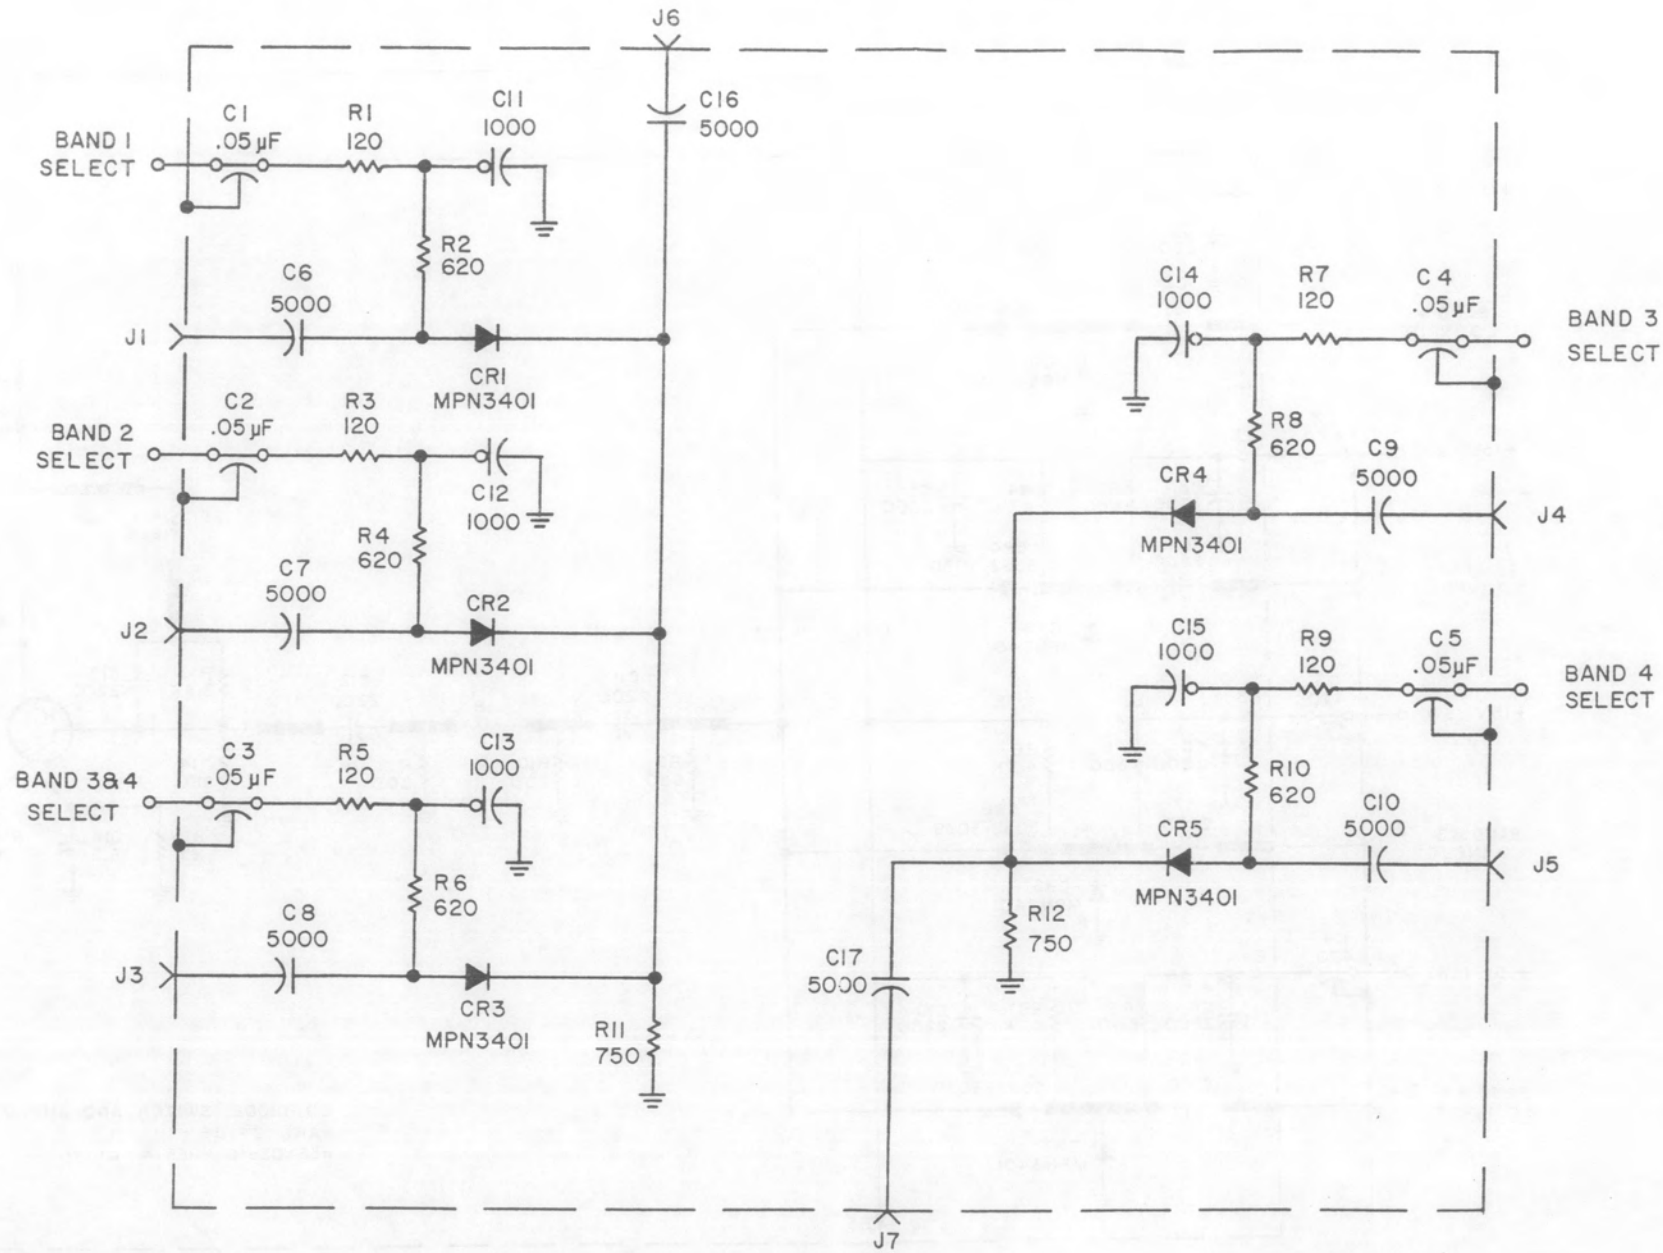 J6
C16
5000
C1
.05µF
R1
120
C11
1000
BAND 1
SELECT
R2
620
C6
5000
J1
CR1
MPN3401
C2
.05µF
R3
120
BAND 2
SELECT
C12
1000
R4
620
C7
5000
J2
CR2
MPN3401
C3
.05µF
R5
120
C13
1000
BAND 3&4
SELECT
R6
620
C8
5000
J3
CR3
MPN3401
R11
750
C14
1000
R7
120
C4
.05µF
BAND 3
SELECT
R8
620
C9
5000
CR4
MPN3401
J4
C15
1000
R9
120
C5
.05µF
BAND 4
SELECT
R10
620
C10
5000
CR5
MPN3401
J5
R12
750
C17
5000
J7